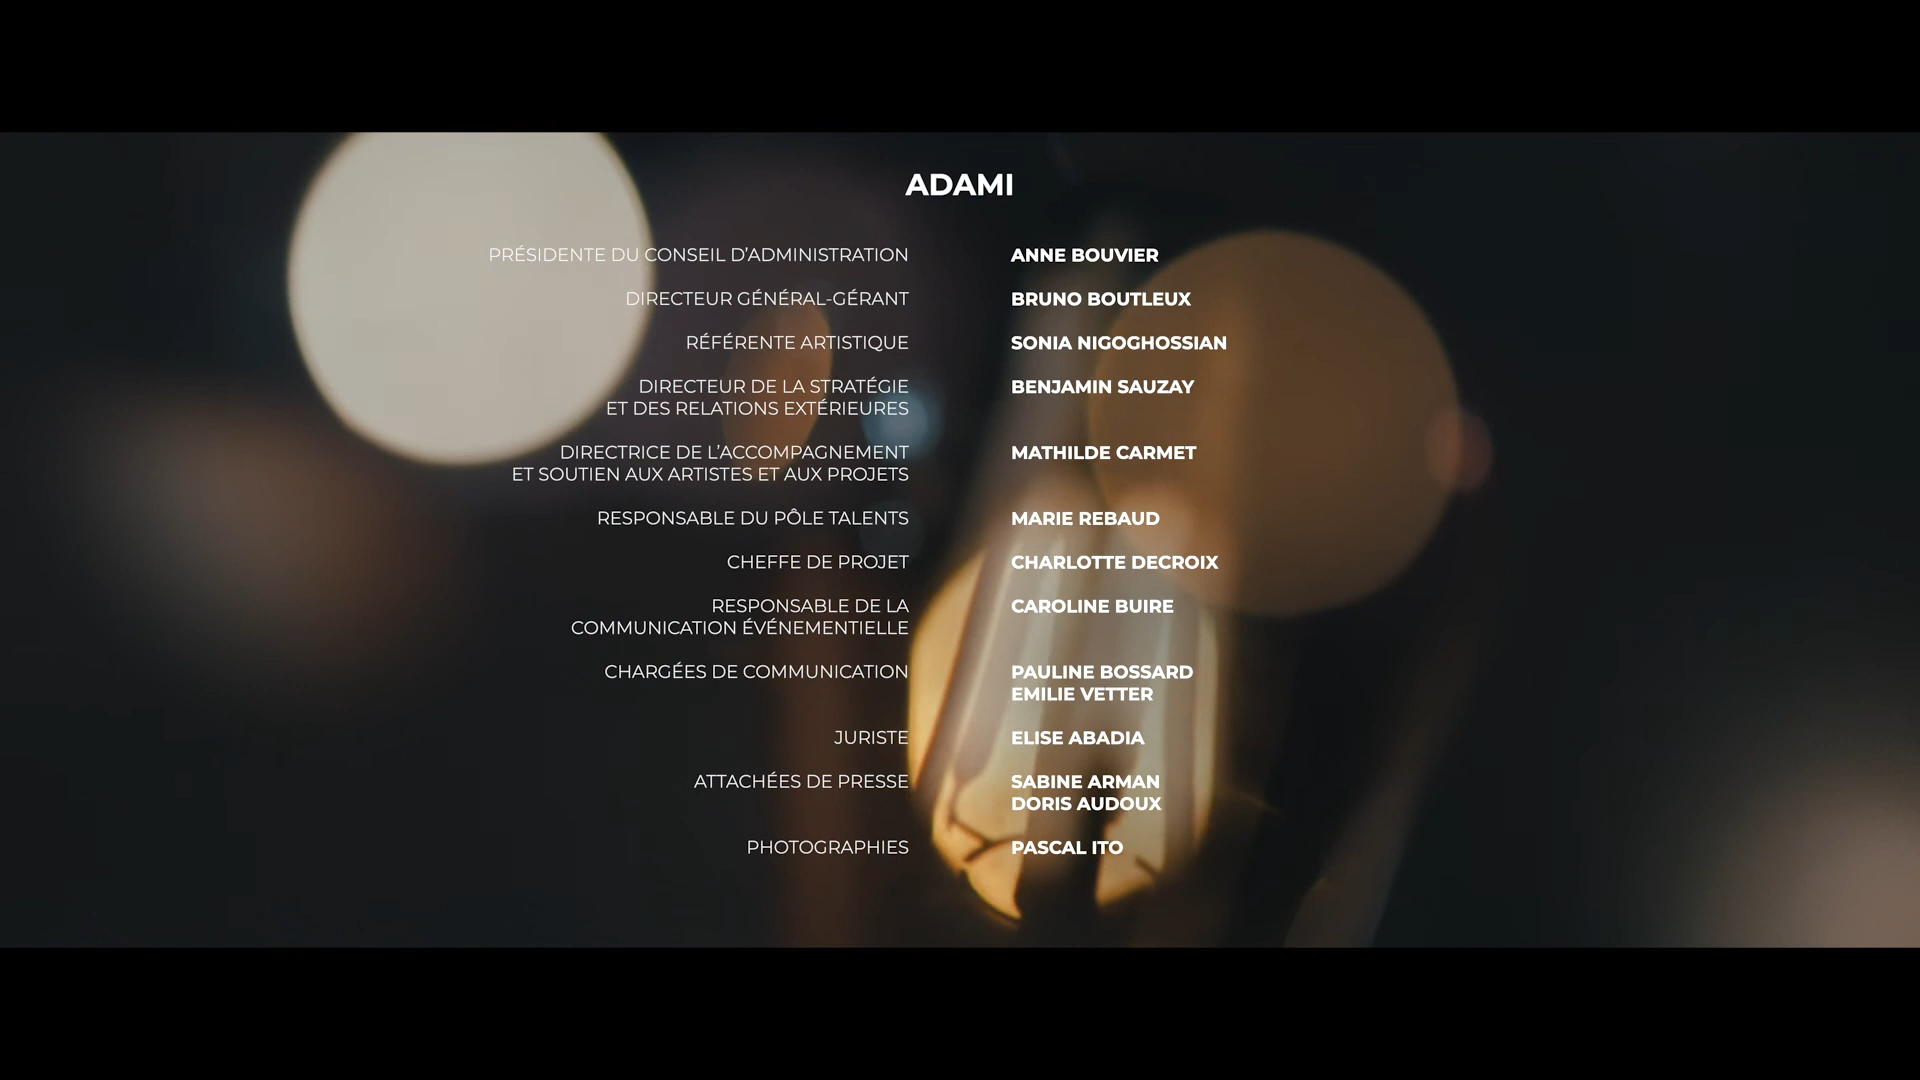 ADAMI
PRÉSIDENTE DU CONSEIL D’ADMINISTRATION ANNE BOUVIER
DIRECTEUR GÉNÉRAL-GÉRANT BRUNO BOUTLEUX
RÉFÉRENTE ARTISTIQUE SONIA NIGOGHOSSIAN
DIRECTEUR DE LA STRATÉGIE BENJAMIN SAUZAY
ET DES RELATIONS EXTÉRIEURES
DIRECTRICE DE L’ACCOMPAGNEMENT MATHILDE CARMET
ET SOUTIEN AUX ARTISTES ET AUX PROJETS
RESPONSABLE DU PÔLE TALENTS MARIE REBAUD
CHEFFE DE PROJET CHARLOTTE DECROIX
RESPONSABLE DE LA CAROLINE BUIRE
COMMUNICATION ÉVÉNEMENTIELLE
CHARGÉES DE COMMUNICATION PAULINE BOSSARD
EMILIE VETTER
JURISTE ELISE ABADIA
ATTACHÉES DE PRESSE SABINE ARMAN
DORIS AUDOUX
PHOTOGRAPHIES PASCAL ITO